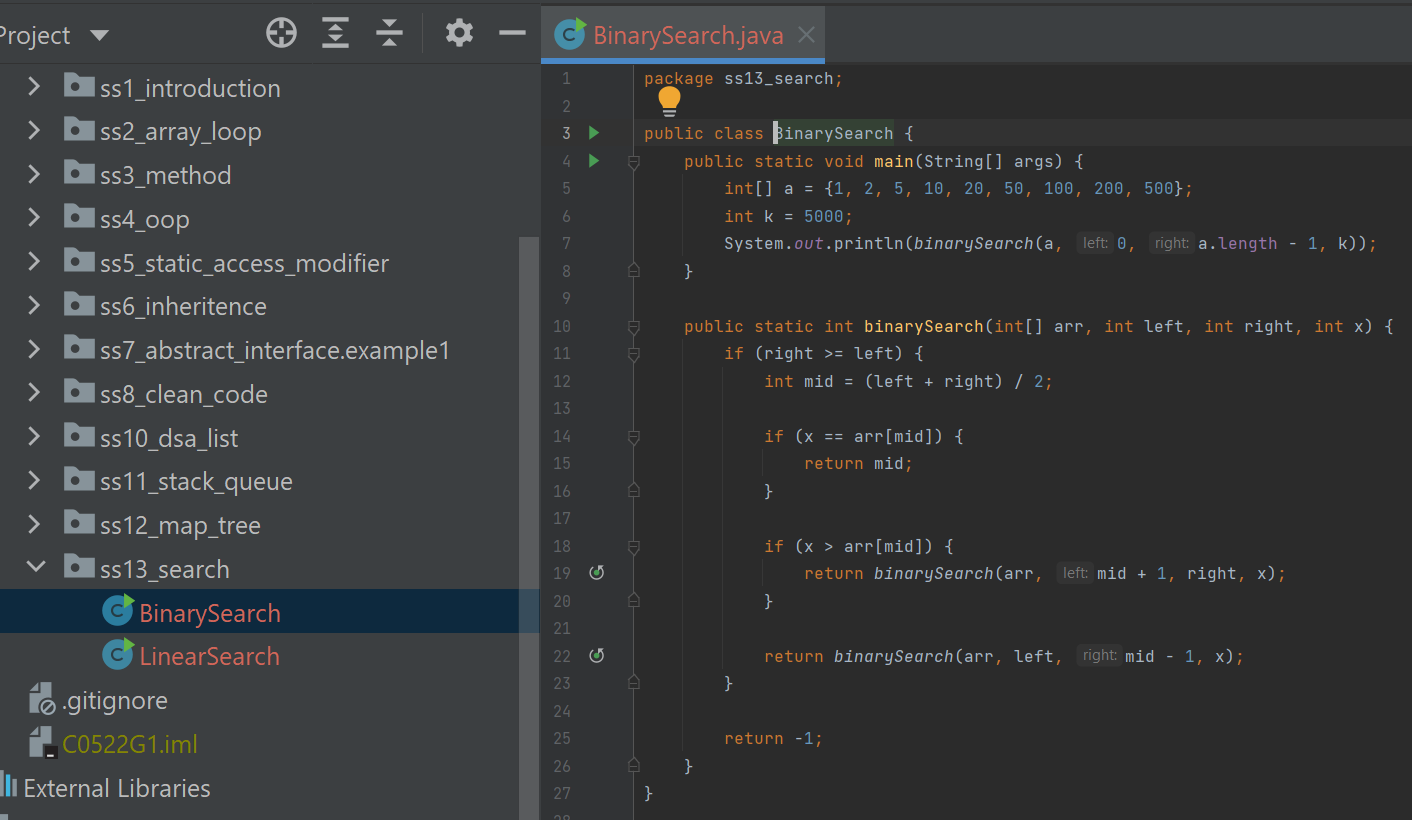 Project
ss1_introduction
ss2_array_loop
ss3_method
ss4_oop
ss5_static_access_modifier
ss6_inheritence
ss7_abstract_interface.example1
ss8_clean_code
ss10_dsa_list
ss11_stack_queue
ss12_map_tree
ss13_search
BinarySearch
LinearSearch
.gitignore
C0522G1.iml
External Libraries
BinarySearch.java
1 package ss13_search;
2
3 public class BinarySearch {
4 public static void main(String[] args) {
5 int[] a = {1, 2, 5, 10, 20, 50, 100, 200, 500};
6 int k = 5000;
7 System.out.println(binarySearch(a, left: 0, right: a.length - 1, k));
8 }
9
10 public static int binarySearch(int[] arr, int left, int right, int x) {
11 if (right >= left) {
12 int mid = (left + right) / 2;
13
14 if (x == arr[mid]) {
15 return mid;
16 }
17
18 if (x > arr[mid]) {
19 return binarySearch(arr, left: mid + 1, right, x);
20 }
21
22 return binarySearch(arr, left, right: mid - 1, x);
23 }
24
25 return -1;
26 }
27 }